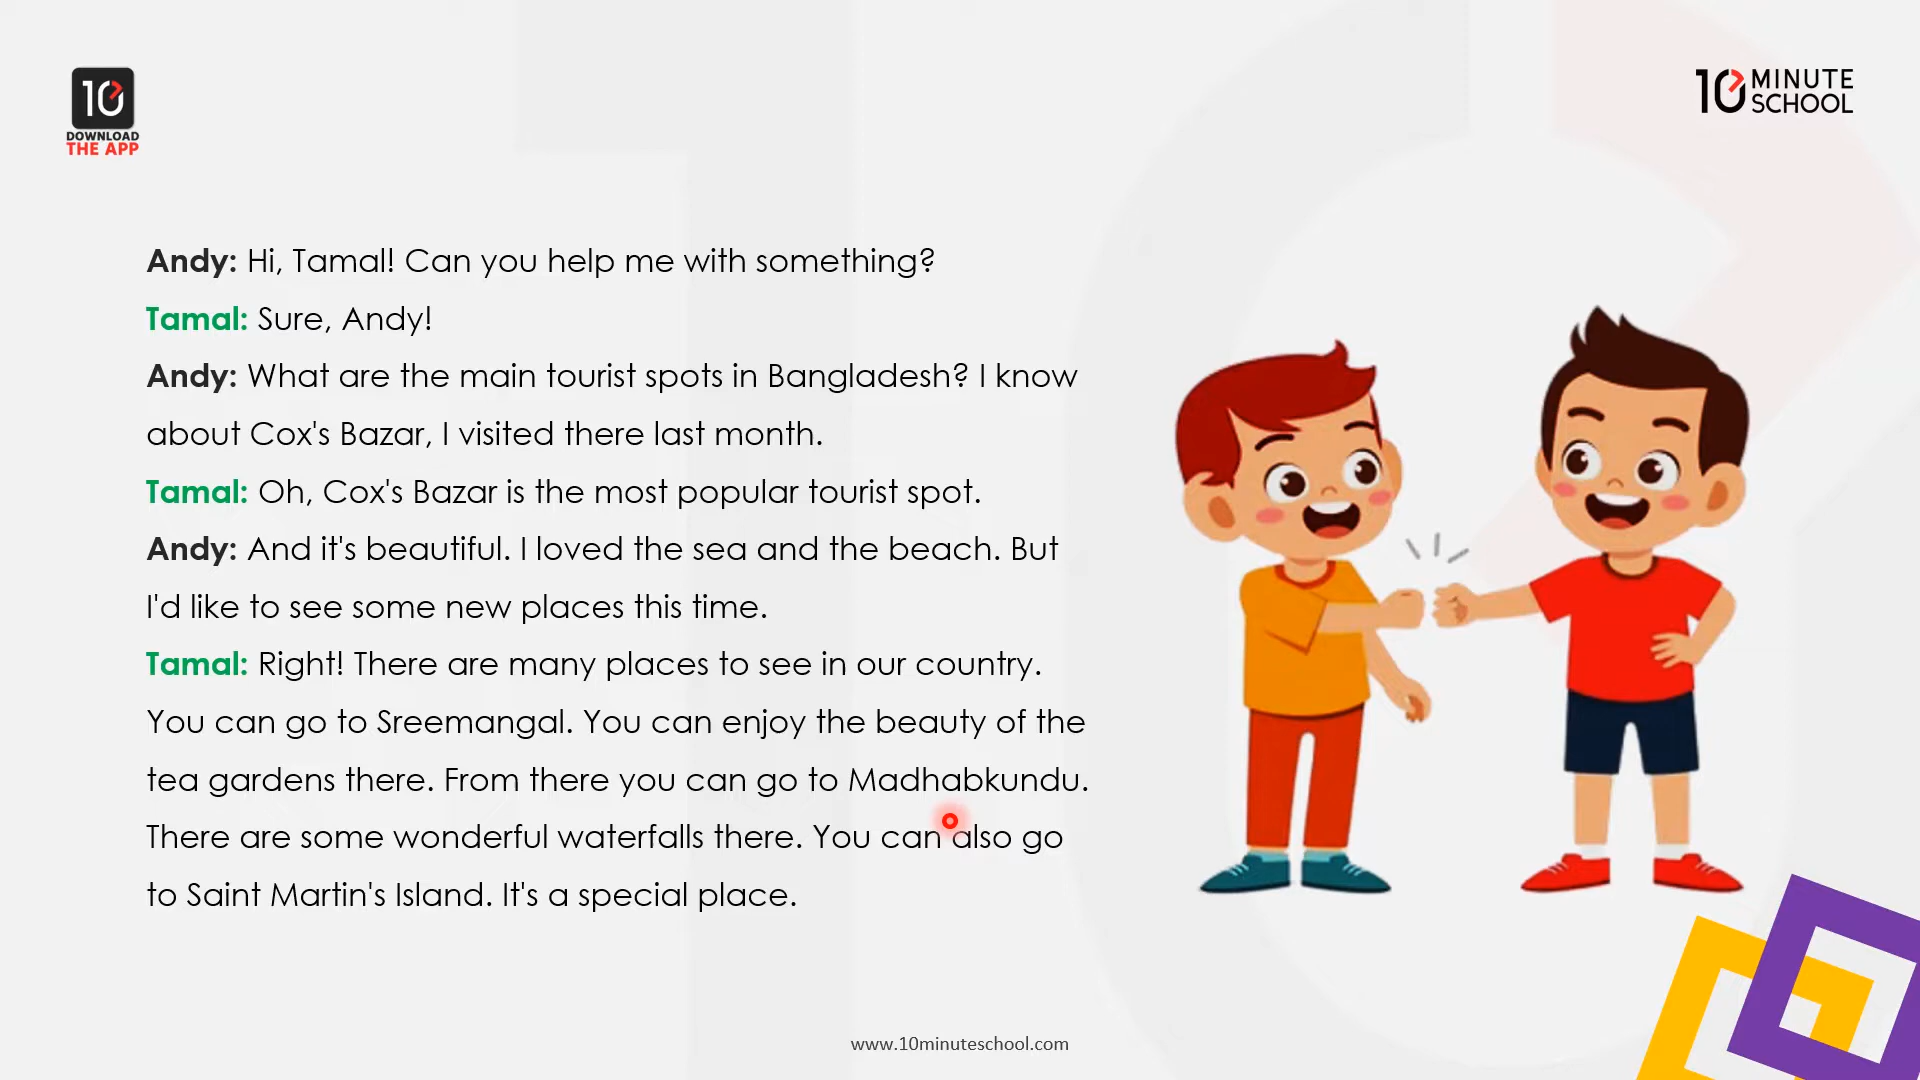 10
DOWNLOAD
THE APP
10 MINUTE
SCHOOL
Andy: Hi, Tamal! Can you help me with something?
Tamal: Sure, Andy!
Andy: What are the main tourist spots in Bangladesh? I know
about Cox's Bazar, I visited there last month.
Tamal: Oh, Cox's Bazar is the most popular tourist spot.
Andy: And it's beautiful. I loved the sea and the beach. But
I'd like to see some new places this time.
Tamal: Right! There are many places to see in our country.
You can go to Sreemangal. You can enjoy the beauty of the
tea gardens there. From there you can go to Madhabkundu.
There are some wonderful waterfalls there. You can also go
to Saint Martin's Island. It's a special place.
www.10minuteschool.com